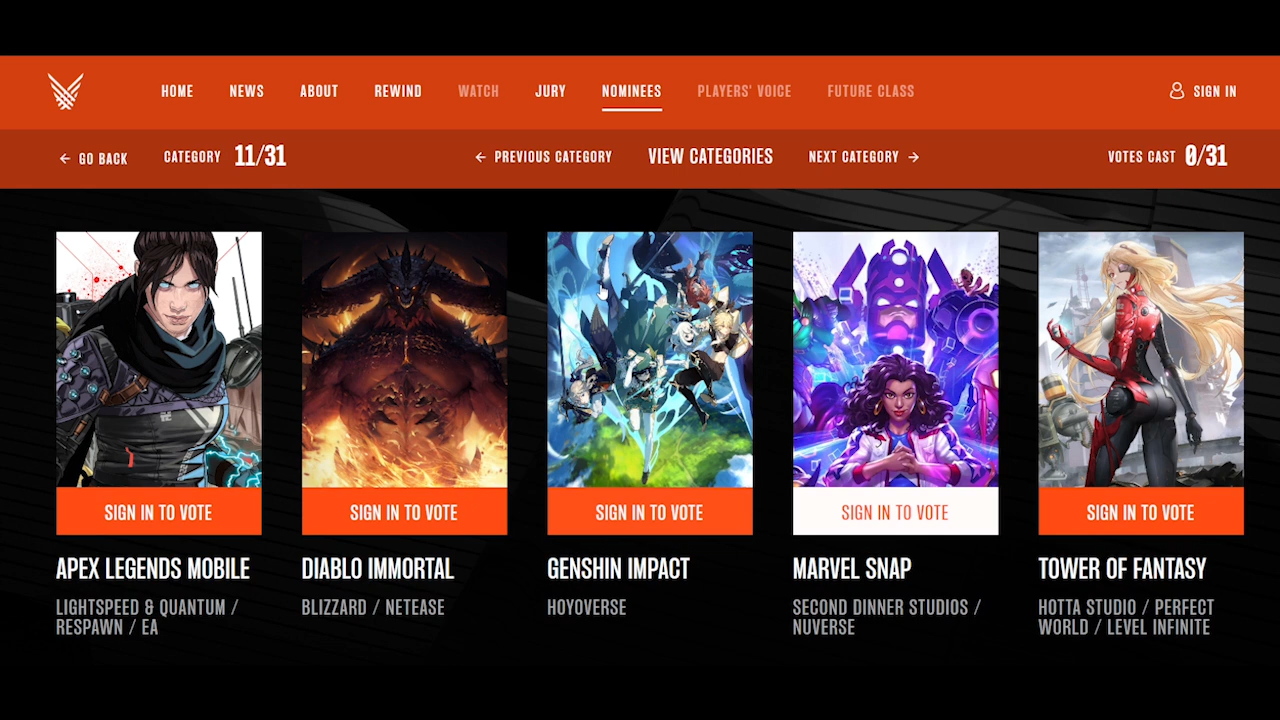 HOME NEWS ABOUT REWIND WATCH JURY NOMINEES PLAYERS' VOICE FUTURE CLASS SIGN IN
← GO BACK CATEGORY 11/31 ← PREVIOUS CATEGORY VIEW CATEGORIES NEXT CATEGORY → VOTES CAST 0/31
SIGN IN TO VOTE
APEX LEGENDS MOBILE
LIGHTSPEED & QUANTUM /
RESPAWN / EA
SIGN IN TO VOTE
DIABLO IMMORTAL
BLIZZARD / NETEASE
SIGN IN TO VOTE
GENSHIN IMPACT
HOYOVERSE
SIGN IN TO VOTE
MARVEL SNAP
SECOND DINNER STUDIOS /
NUVERSE
SIGN IN TO VOTE
TOWER OF FANTASY
HOTTA STUDIO / PERFECT
WORLD / LEVEL INFINITE